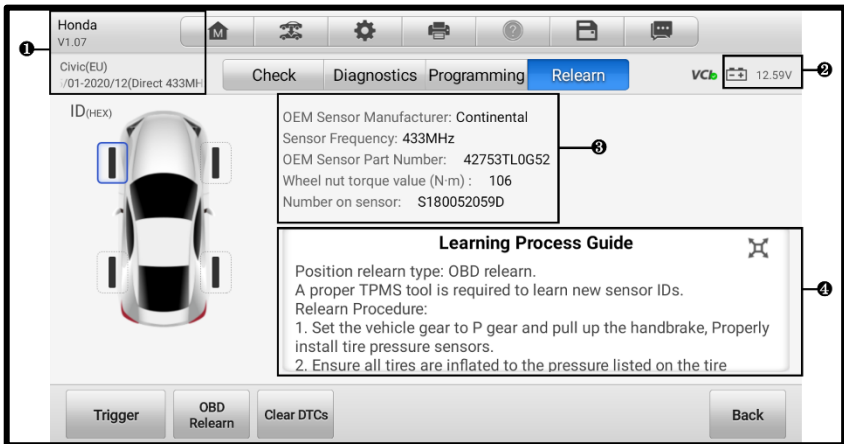 Honda
V1.07
M
?
Civic(EU)
/01-2020/12(Direct 433MH
Check
Diagnostics
Programming
Relearn
VCI
12.59V
❶
❷
ID(HEX)
OEM Sensor Manufacturer: Continental
Sensor Frequency: 433MHz
OEM Sensor Part Number: 42753TL0G52
Wheel nut torque value (N·m) : 106
Number on sensor: S180052059D
❸
Learning Process Guide
Position relearn type: OBD relearn.
A proper TPMS tool is required to learn new sensor IDs.
Relearn Procedure:
1. Set the vehicle gear to P gear and pull up the handbrake, Properly
install tire pressure sensors.
2. Ensure all tires are inflated to the pressure listed on the tire
❹
Trigger
OBD
Relearn
Clear DTCs
Back